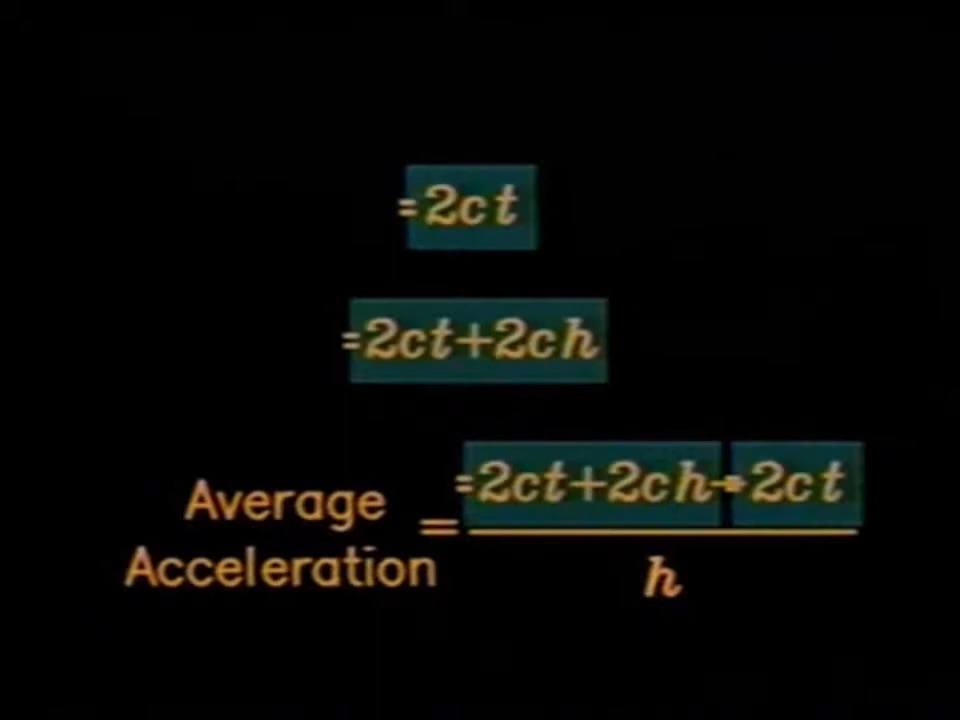 =2ct
=2ct+2ch
Average Acceleration = =2ct+2ch-=2ct
h